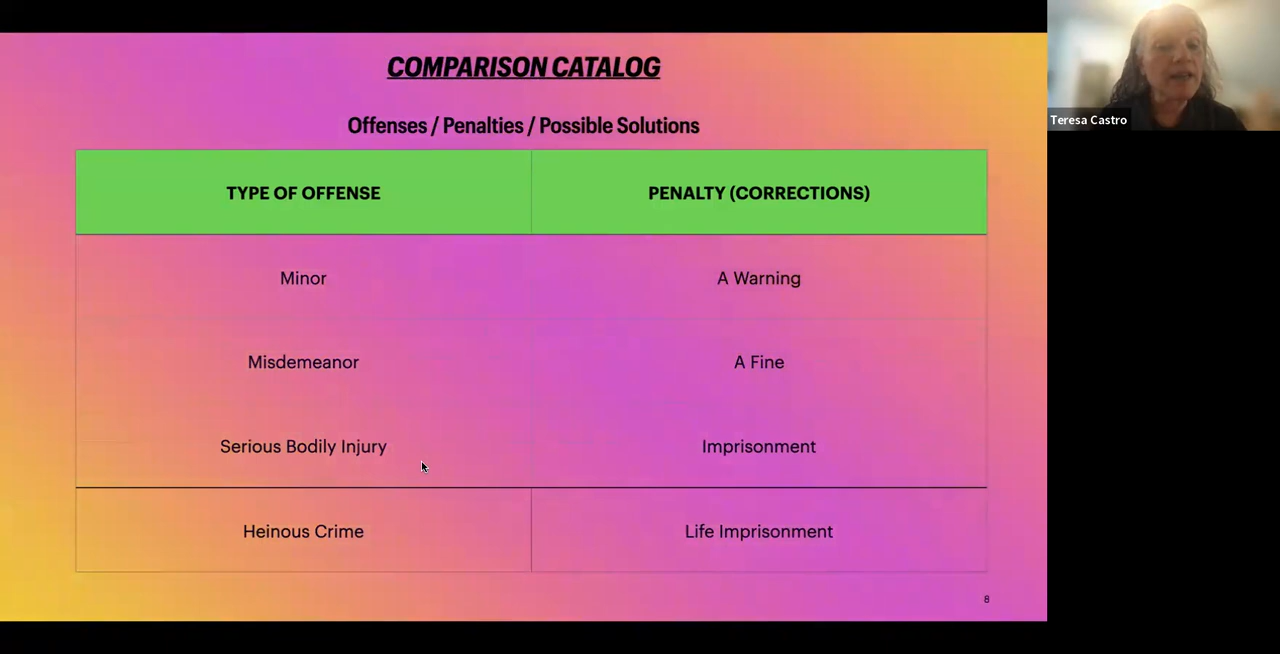 COMPARISON CATALOG
Offenses / Penalties / Possible Solutions
TYPE OF OFFENSE
PENALTY (CORRECTIONS)
Minor
A Warning
Misdemeanor
A Fine
Serious Bodily Injury
Imprisonment
Heinous Crime
Life Imprisonment
8
Teresa Castro